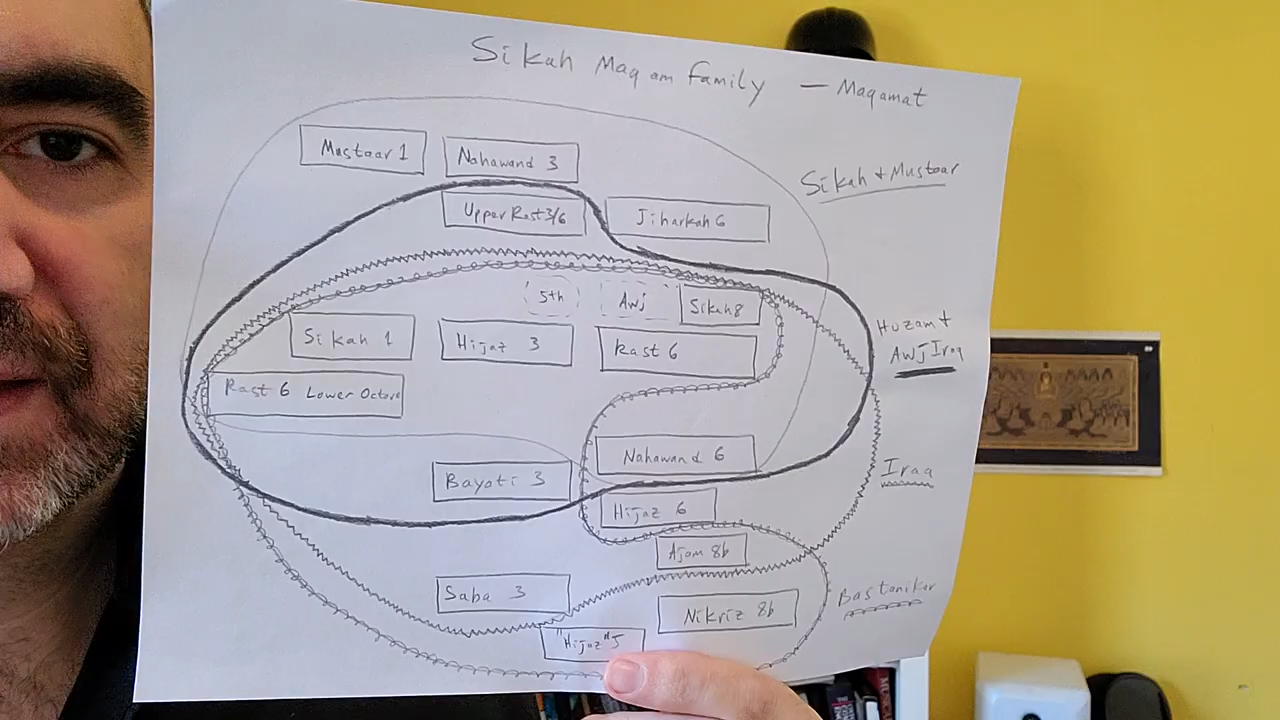 Sikah Maqam Family — Maqamat
Mustaar 1
Nahawand 3
Sikah + Mustaar
Upper Rast 3/6
Jiharkah 6
5th
Awj
Sikah 8
Huzam +
Awj Iraq
Sikah 1
Hijaz 3
Rast 6
Rast 6 Lower Octave
Nahawand 6
Bayati 3
Iraq
Hijaz 6
Ajam 8b
Saba 3
Nikriz 8b
Bastanikar
"Hijaz" 5